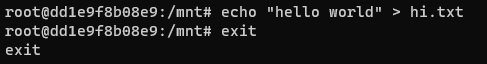 root@dd1e9f8b08e9:/mnt# echo "hello world" > hi.txt
root@dd1e9f8b08e9:/mnt# exit
exit